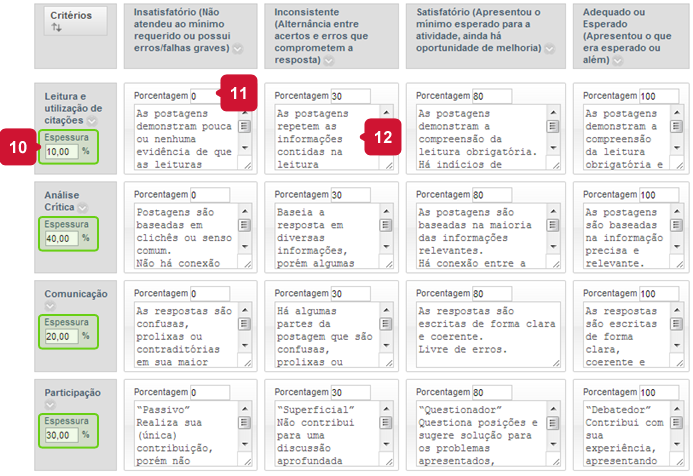 Critérios
Insatisfatório (Não
atendeu ao mínimo
requerido ou possui
erros/falhas graves)
Inconsistente
(Alternância entre
acertos e erros que
comprometem a
resposta)
Satisfatório (Apresentou o
mínimo esperado para a
atividade, ainda há
oportunidade de melhoria)
Adequado ou
Esperado
(Apresentou o que
era esperado ou
além)
Leitura e
utilização de
citações
Espessura
10,00 %
10
Porcentagem 0
11
As postagens
demonstram pouca
ou nenhuma
evidência de que
as leituras
Porcentagem 30
As postagens
repetem as
informações
contidas na
leitura
12
Porcentagem 80
As postagens
demonstram a
compreensão da
leitura obrigatória.
Há indícios de
Porcentagem 100
As postagens
demonstram a
compreensão
da leitura
obrigatória e
Análise
Crítica
Espessura
40,00 %
Porcentagem 0
Postagens são
baseadas em
clichês ou senso
comum.
Não há conexão
Porcentagem 30
Baseia a
resposta em
diversas
informações,
porém algumas
Porcentagem 80
As postagens são
baseadas na maioria
das informações
relevantes.
Há conexão entre a
Porcentagem 100
As postagens
são baseadas
na informação
precisa e
relevante.
Comunicação
Espessura
20,00 %
Porcentagem 0
As respostas são
confusas,
prolixas ou
contraditórias
em sua maior
Porcentagem 30
Há algumas
partes da
postagem que são
confusas,
prolixas ou
Porcentagem 80
As respostas são
escritas de forma clara
e coerente.
Livre de erros.
Porcentagem 100
As respostas
são escritas
de forma
clara,
coerente e
Participação
Espessura
30,00 %
Porcentagem 0
“Passivo”
Realiza sua
(única)
contribuição,
porém não
Porcentagem 30
“Superficial”
Não contribui
para uma
discussão
aprofundada
Porcentagem 80
“Questionador”
Questiona posições e
sugere solução para
os problemas
apresentados,
Porcentagem 100
“Debatedor”
Contribui com
sua
experiência,
apresentando